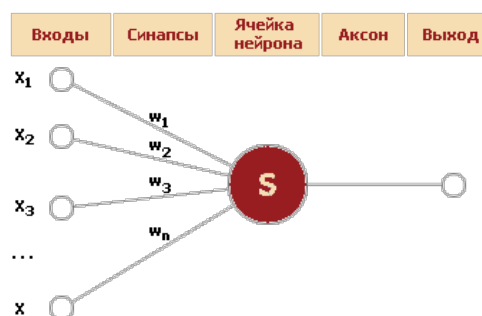 Входы
Синапсы
Ячейка
нейрона
Аксон
Выход
X1
w1
X2
w2
w3
X3
wn
...
X
S